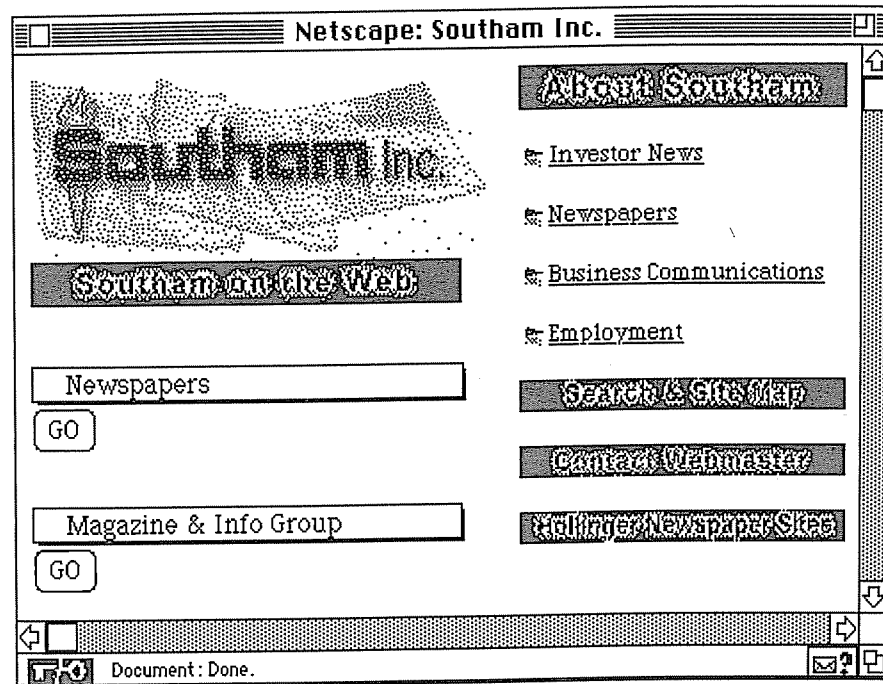 Netscape: Southam Inc.
Southam Inc.
Southam on the Web
Newspapers
GO
Magazine & Info Group
GO
About Southam
Investor News
Newspapers
Business Communications
Employment
Search & Site Map
Contact Webmaster
Hollinger Newspaper Sites
Document: Done.